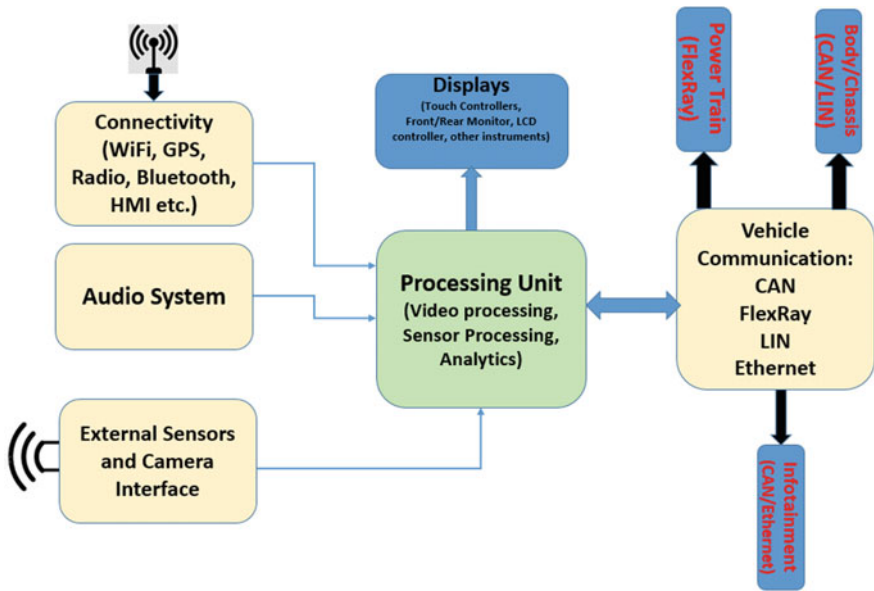 Connectivity
(WiFi, GPS,
Radio, Bluetooth,
HMI etc.)
Audio System
External Sensors
and Camera
Interface
Displays
(Touch Controllers,
Front/Rear Monitor, LCD
controller, other instruments)
Processing Unit
(Video processing,
Sensor Processing,
Analytics)
Power Train
(FlexRay)
Body/Chassis
(CAN/LIN)
Vehicle
Communication:
CAN
FlexRay
LIN
Ethernet
Infotainment
(CAN/Ethernet)